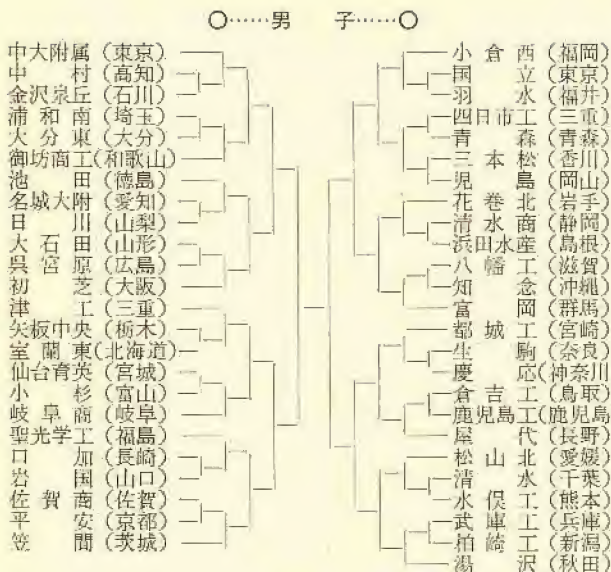 ○……男 子……○
中大附属(東京)
中村(高知)
金沢泉丘(石川)
浦和南(埼玉)
大分東(大分)
御坊商工(和歌山)
池田(徳島)
名城大附(愛知)
日川(山梨)
大石田(山形)
呉宮原(広島)
初芝(大阪)
津工(三重)
矢板中央(栃木)
室蘭東(北海道)
仙台育英(宮城)
小杉(富山)
岐阜商(岐阜)
聖光学工(福島)
口加(長崎)
岩国(山口)
佐賀商(佐賀)
平安(京都)
笠間(茨城)
小倉西(福岡)
国立(東京)
羽水(福井)
四日市工(三重)
青森(青森)
三本松(香川)
児島(岡山)
花巻北(岩手)
清水商(静岡)
浜田水産(島根)
八幡工(滋賀)
知念(沖縄)
富岡(群馬)
都城工(宮崎)
生駒(奈良)
慶応(神奈川
倉吉工(鳥取)
鹿児島工(鹿児島
屋代(長野)
松山北(愛媛)
清水(千葉)
水俣工(熊本)
武庫工(兵庫)
柏崎工(新潟)
湯沢(秋田)